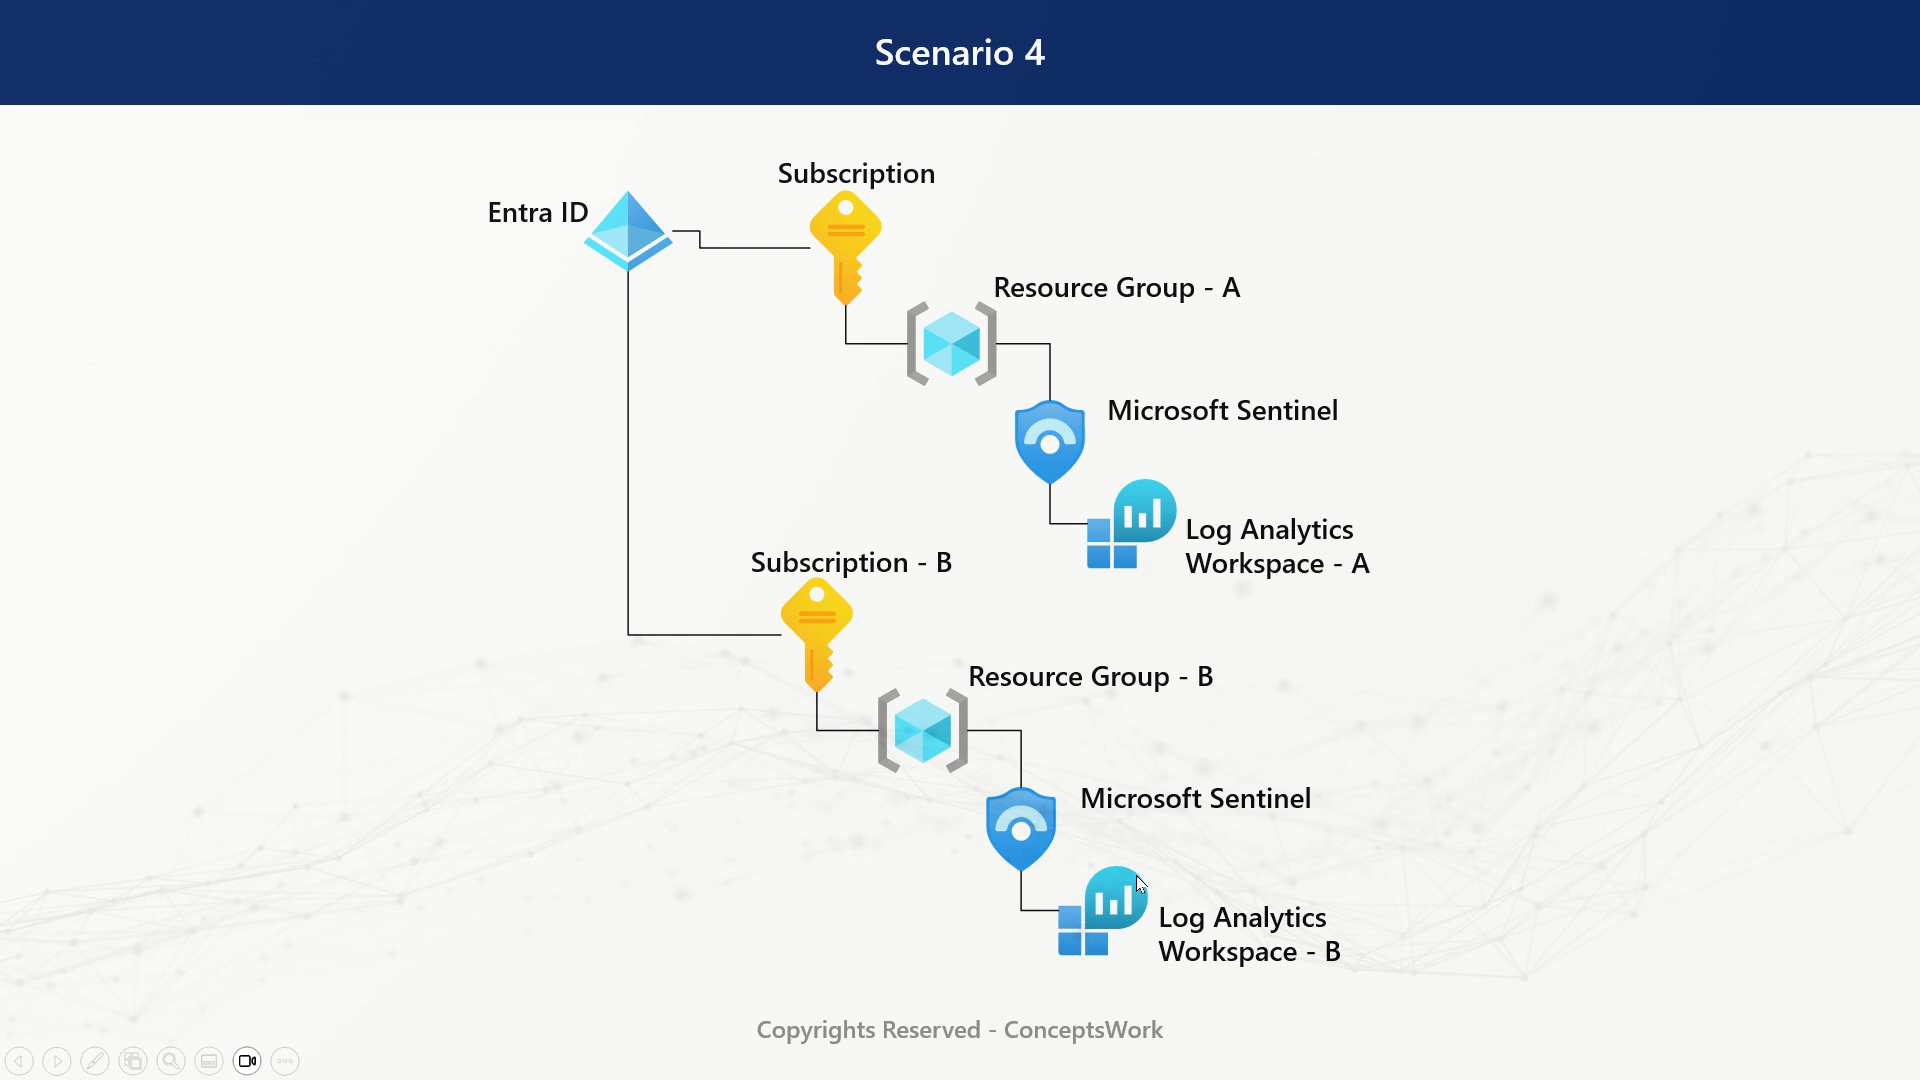 Scenario 4
Subscription
Entra ID
Resource Group - A
Microsoft Sentinel
Log Analytics
Workspace - A
Subscription - B
Resource Group - B
Microsoft Sentinel
Log Analytics
Workspace - B
Copyrights Reserved - ConceptsWork